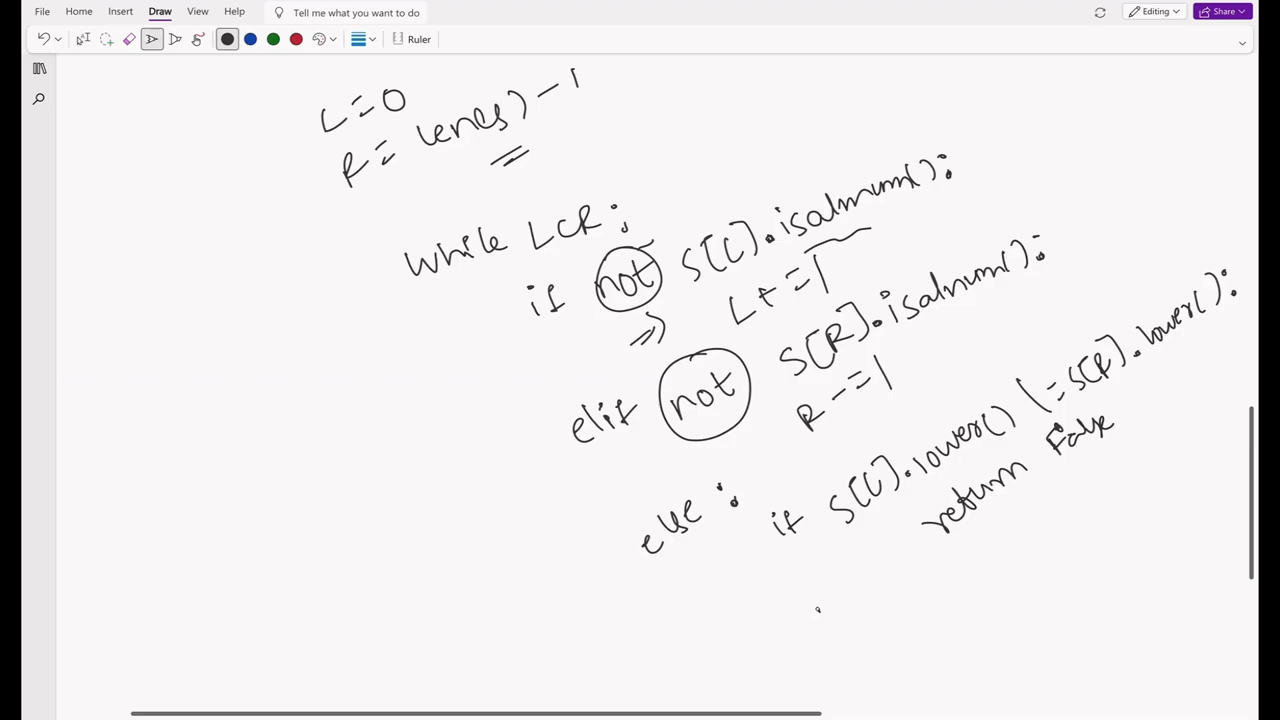 File Home Insert Draw View Help Tell me what you want to do Editing Share
Ruler
L=0
R=len(s)-1
while L<R:
if not s[L].isalnum():
L+=1
elif not s[R].isalnum():
R-=1
else: if s[L].lower() != s[R].lower():
return False